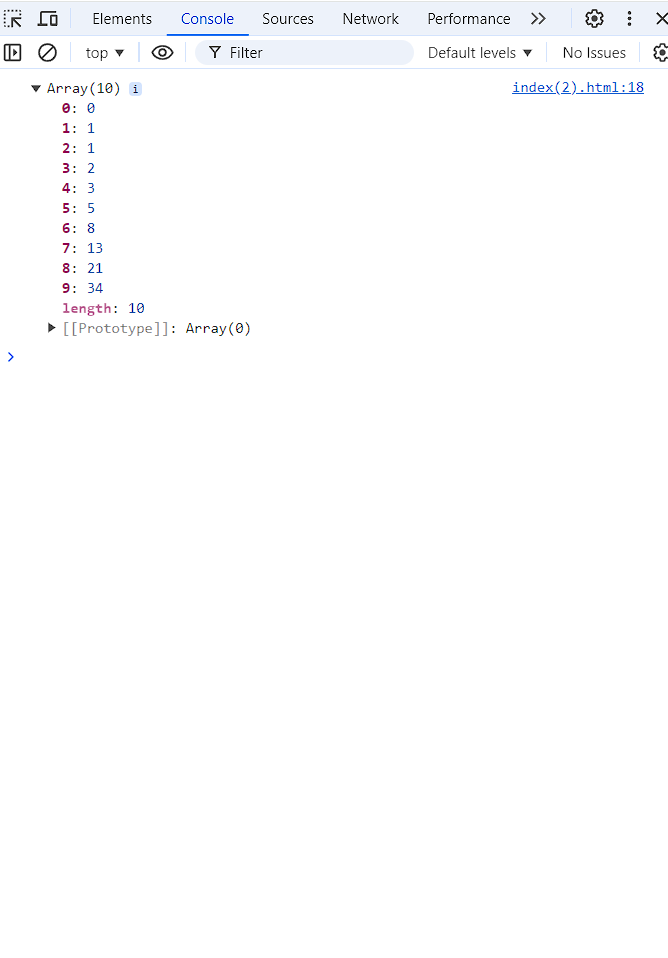 Elements Console Sources Network Performance
top Filter Default levels No Issues
Array(10) i index(2).html:18
0: 0
1: 1
2: 1
3: 2
4: 3
5: 5
6: 8
7: 13
8: 21
9: 34
length: 10
[[Prototype]]: Array(0)